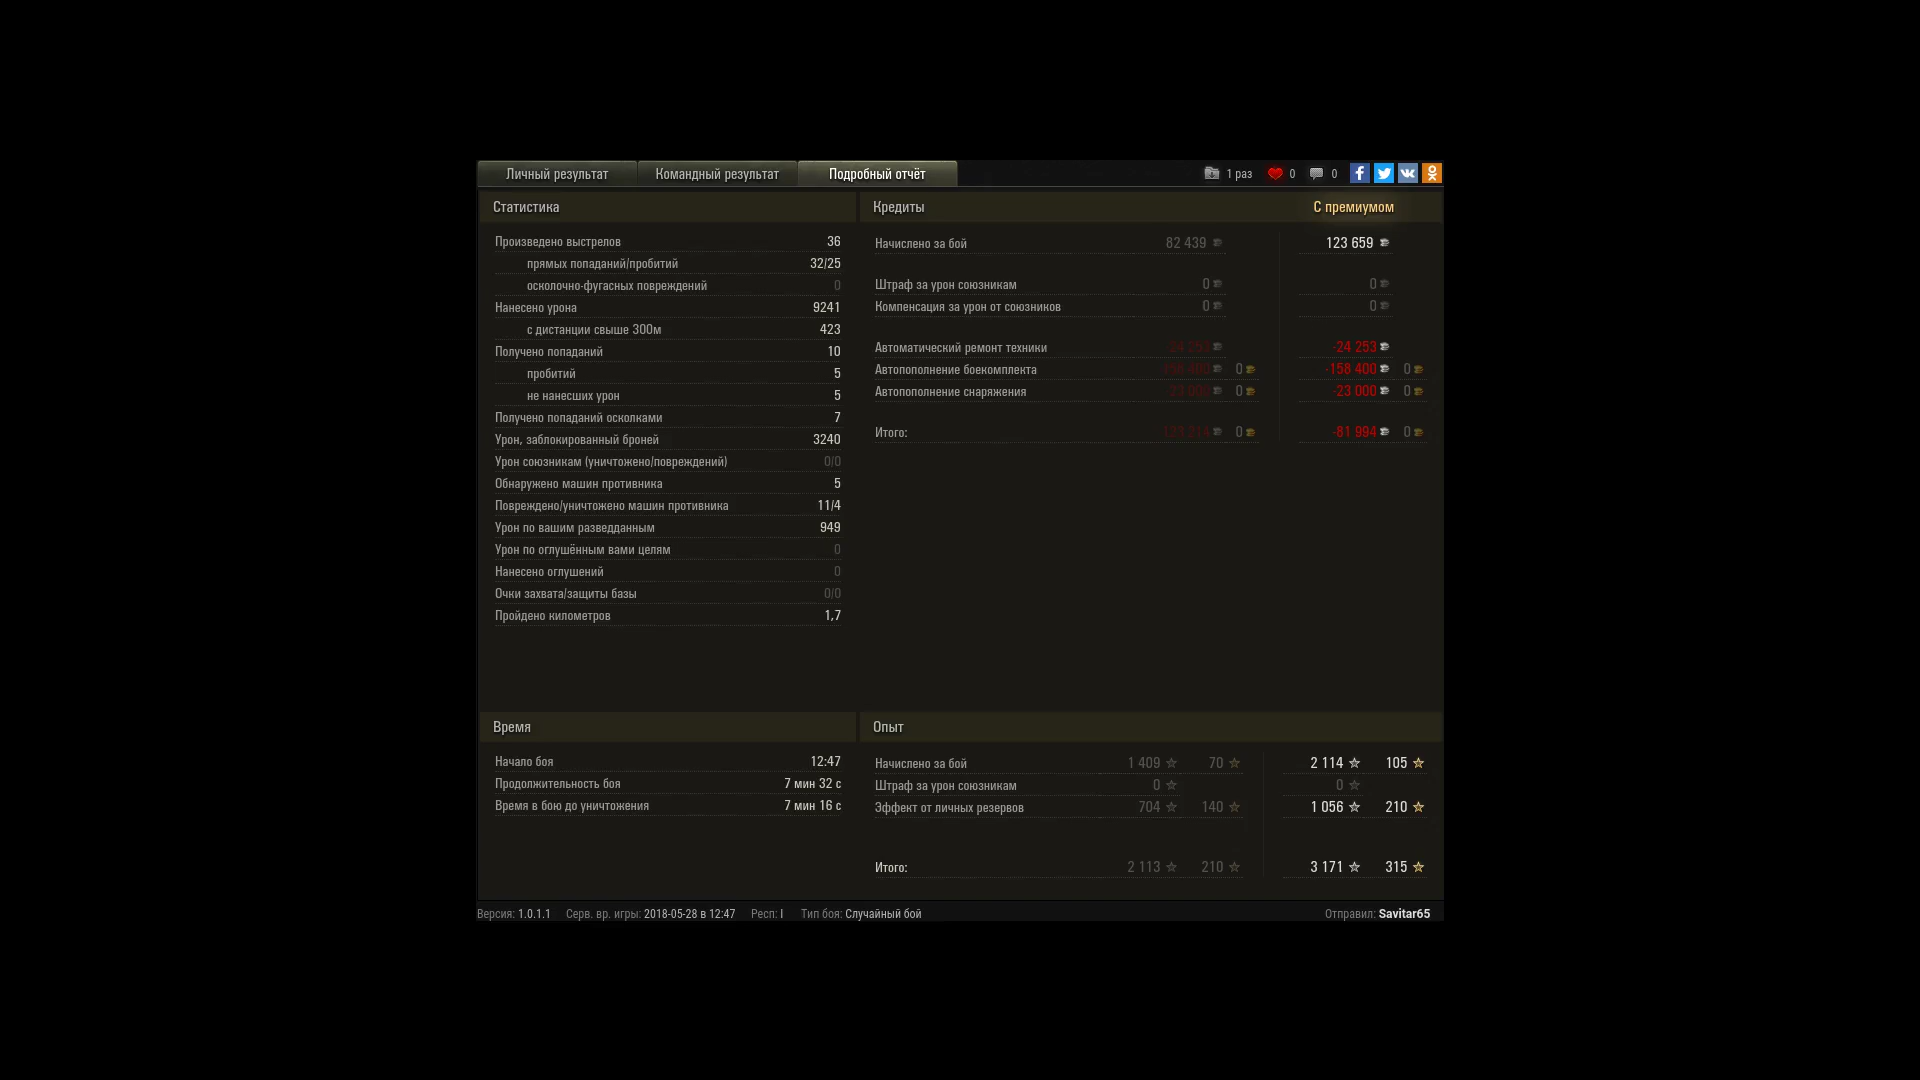 Личный результат Командный результат Подробный отчёт 1 раз 0 0
Статистика
Произведено выстрелов 36
прямых попаданий/пробитий 32/25
осколочно-фугасных повреждений 0
Нанесено урона 9241
с дистанции свыше 300м 423
Получено попаданий 10
пробитий 5
не нанесших урон 5
Получено попаданий осколками 7
Урон, заблокированный броней 3240
Урон союзникам (уничтожено/повреждений) 0/0
Обнаружено машин противника 5
Повреждено/уничтожено машин противника 11/4
Урон по вашим разведданным 949
Урон по оглушённым вами целям 0
Нанесено оглушений 0
Очки захвата/защиты базы 0/0
Пройдено километров 1,7
Кредиты С премиумом
Начислено за бой 82 439 123 659
Штраф за урон союзникам 0 0
Компенсация за урон от союзников 0 0
Автоматический ремонт техники -24 253 -24 253
Автопополнение боекомплекта -158 400 0 -158 400 0
Автопополнение снаряжения -23 000 0 -23 000 0
Итого: 0 -81 994 0
Время
Начало боя 12:47
Продолжительность боя 7 мин 32 с
Время в бою до уничтожения 7 мин 16 с
Опыт
Начислено за бой 1 409 70 2 114 105
Штраф за урон союзникам 0 0
Эффект от личных резервов 704 140 1 056 210
Итого: 2 113 210 3 171 315
Версия: 1.0.1.1 Серв. вр. игры: 2018-05-28 в 12:47 Респ: I Тип боя: Случайный бой Отправил: Savitar65